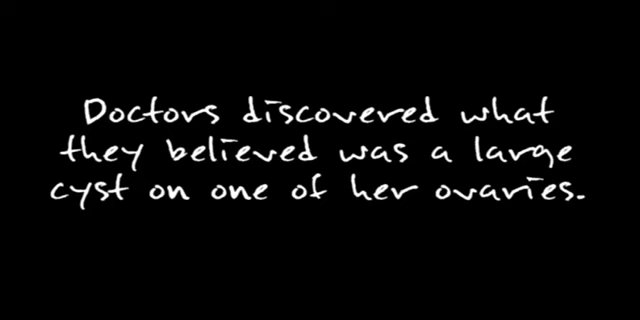 Doctors discovered what
they believed was a large
cyst on one of her ovaries.